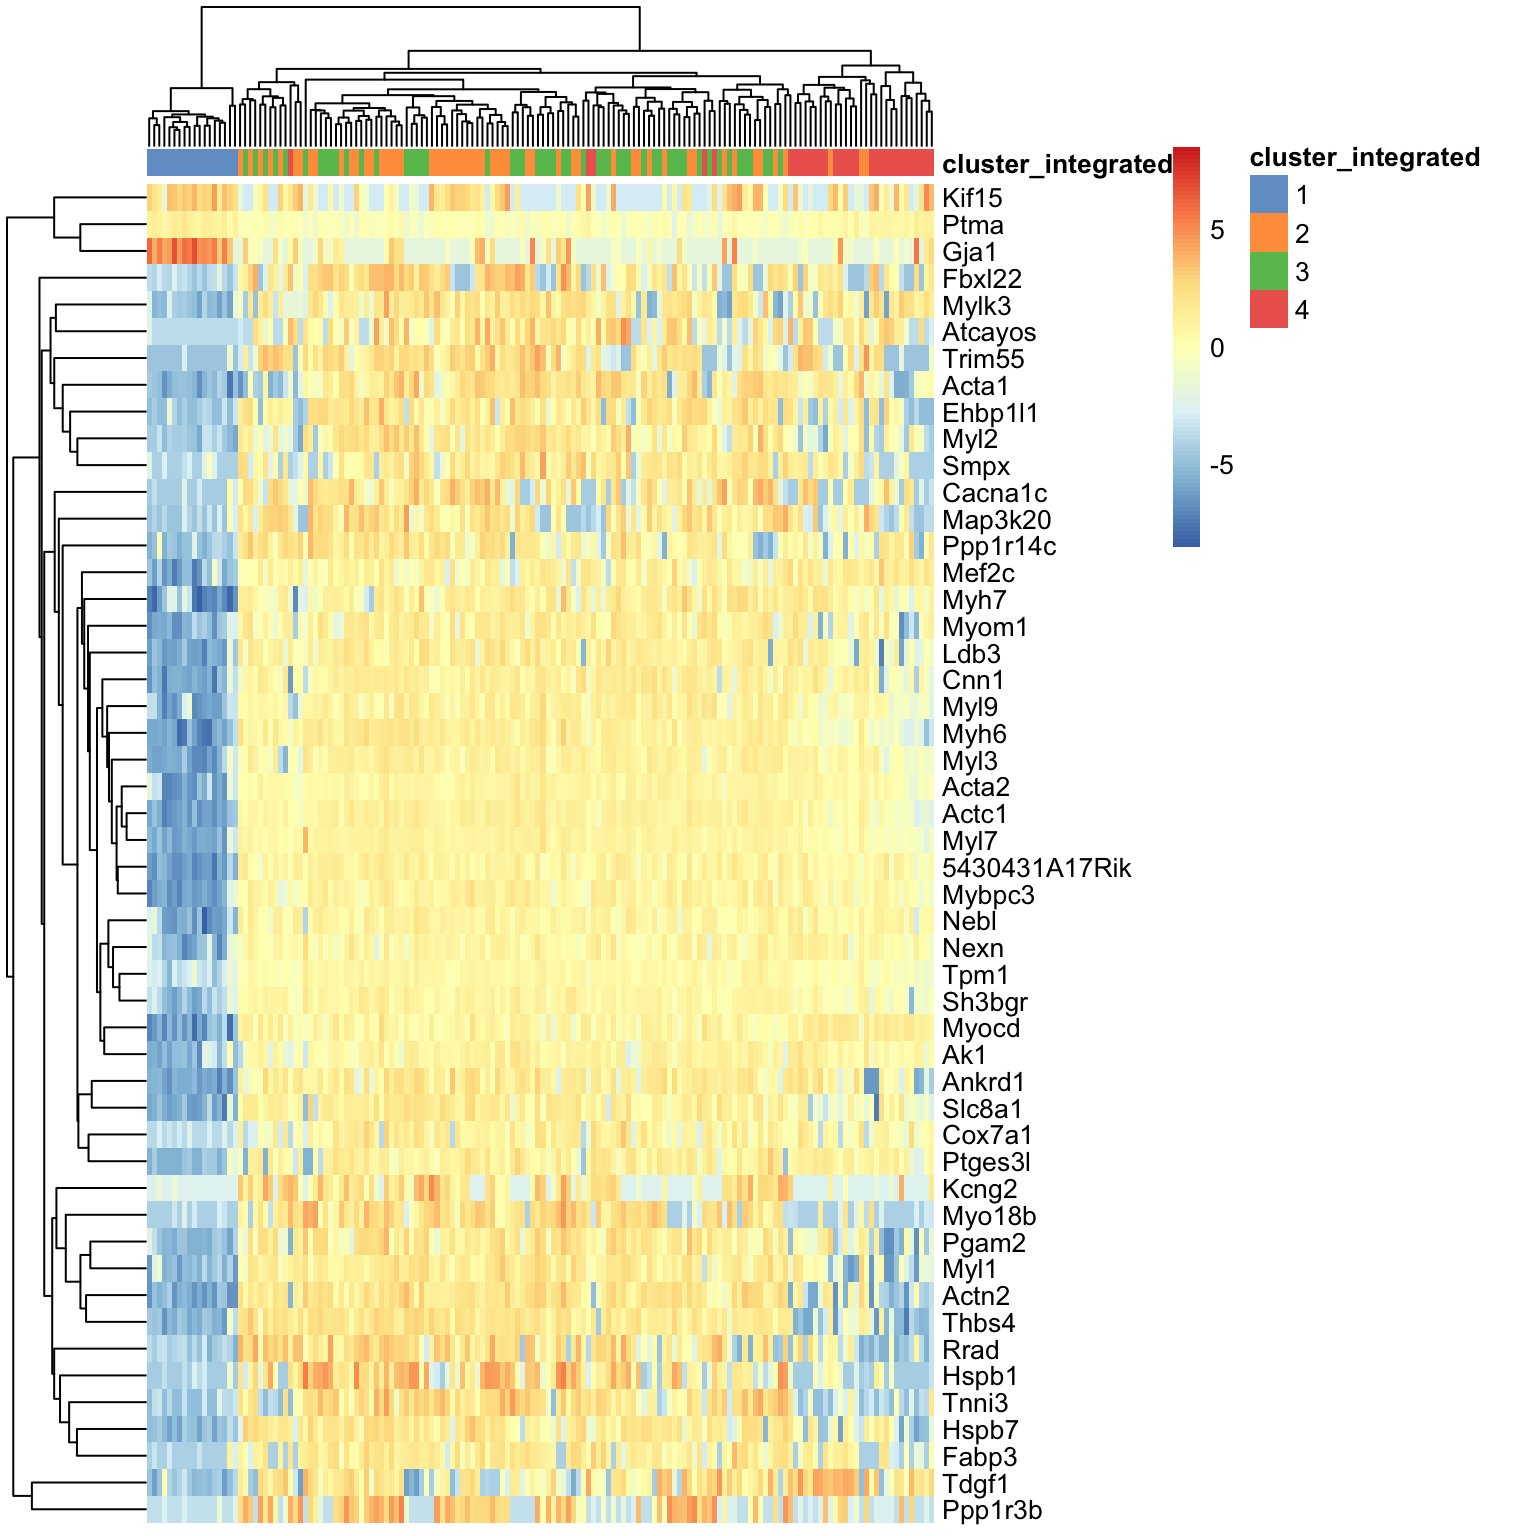 cluster_integrated
Kif15
Ptma
Gja1
Fbxl22
Mylk3
Atcayos
Trim55
Acta1
Ehbp1l1
Myl2
Smpx
Cacna1c
Map3k20
Ppp1r14c
Mef2c
Myh7
Myom1
Ldb3
Cnn1
Myl9
Myh6
Myl3
Acta2
Actc1
Myl7
5430431A17Rik
Mybpc3
Nebl
Nexn
Tpm1
Sh3bgr
Myocd
Ak1
Ankrd1
Slc8a1
Cox7a1
Ptges3l
Kcng2
Myo18b
Pgam2
Myl1
Actn2
Thbs4
Rrad
Hspb1
Tnni3
Hspb7
Fabp3
Tdgf1
Ppp1r3b
5
0
-5
cluster_integrated
1
2
3
4